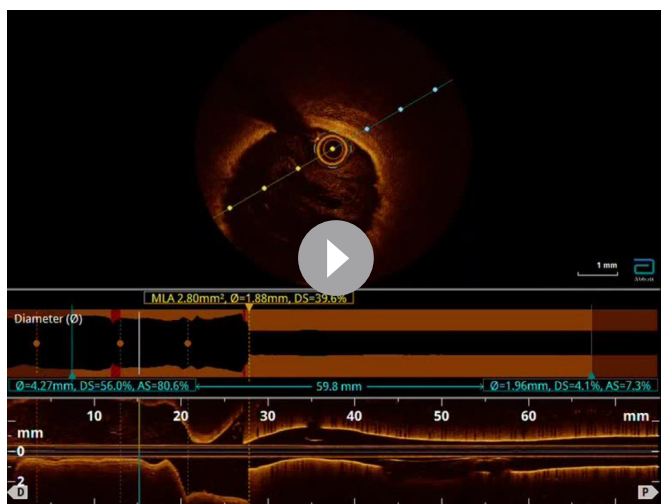 1 mm
Abbott
MLA 2.80mm², Ø=1.88mm, DS=39.6%
Diameter (Ø)
Ø=4.27mm, DS=56.0%, AS=80.6%
59.8 mm
Ø=1.96mm, DS=4.1%, AS=7.3%
10 20 30 40 50 60 mm
mm
0
2
D P